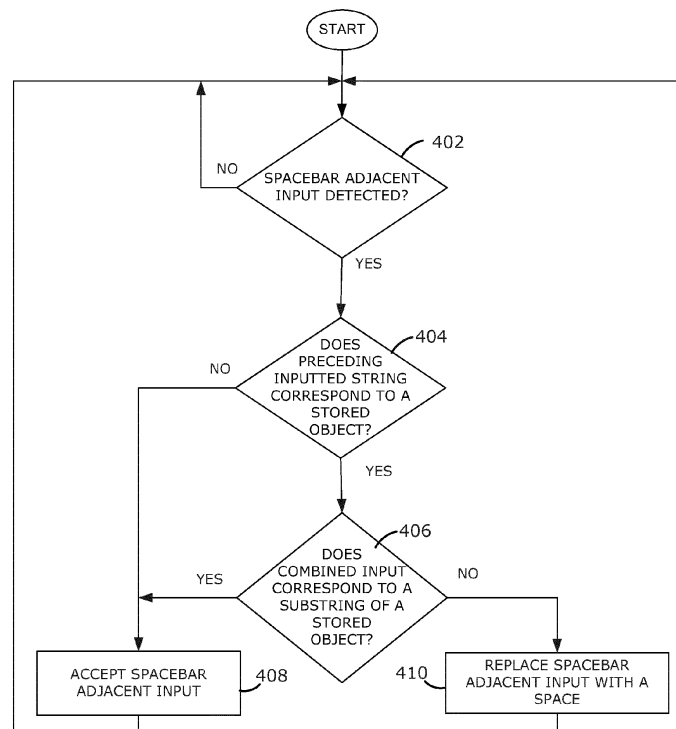 START
402
SPACEBAR ADJACENT
INPUT DETECTED?
NO
YES
404
DOES
PRECEDING
INPUTTED STRING
CORRESPOND TO A
STORED
OBJECT?
NO
YES
406
DOES
COMBINED INPUT
CORRESPOND TO A
SUBSTRING OF A
STORED
OBJECT?
YES
NO
ACCEPT SPACEBAR
ADJACENT INPUT
408
410
REPLACE SPACEBAR
ADJACENT INPUT WITH A
SPACE